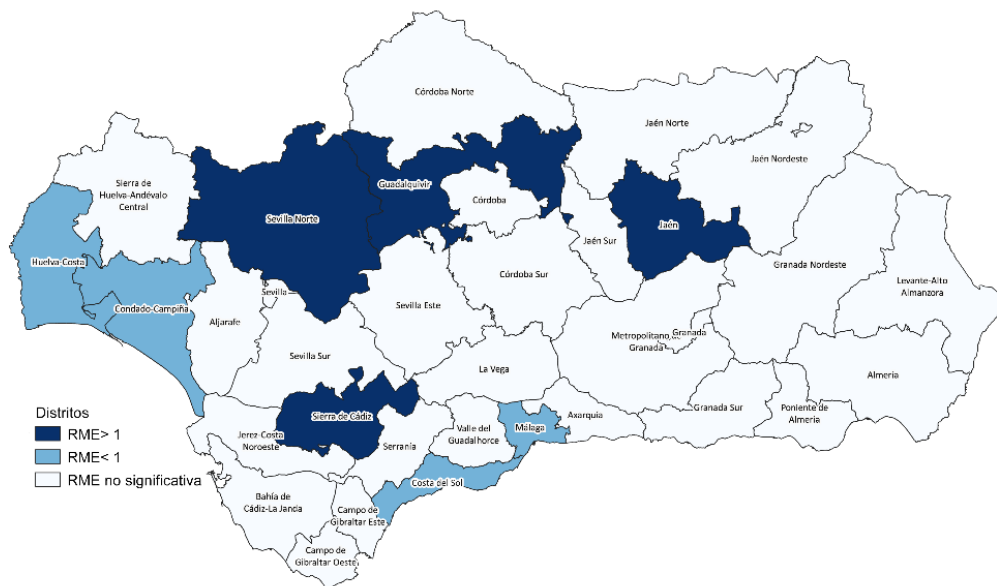 Córdoba Norte
Jaén Norte
Jaén Nordeste
Sierra de
Huelva-Andévalo
Central
Guadalquivir
Córdoba
Sevilla Norte
Jaén
Jaén Sur
Huelva-Costa
Córdoba Sur
Granada Nordeste
Levante-Alto
Almanzora
Condado-Campiña
Sevilla
Sevilla Este
Aljarafe
Metropolitano de
Granada
Granada
Sevilla Sur
La Vega
Almería
Distritos
RME> 1
RME< 1
RME no significativa
Sierra de Cádiz
Jerez-Costa
Noroeste
Serranía
Valle del
Guadalhorce
Málaga
Axarquia
Granada Sur
Poniente de
Almería
Costa del Sol
Bahía de
Cádiz-La Janda
Campo de
Gibraltar Este
Campo de
Gibraltar Oeste